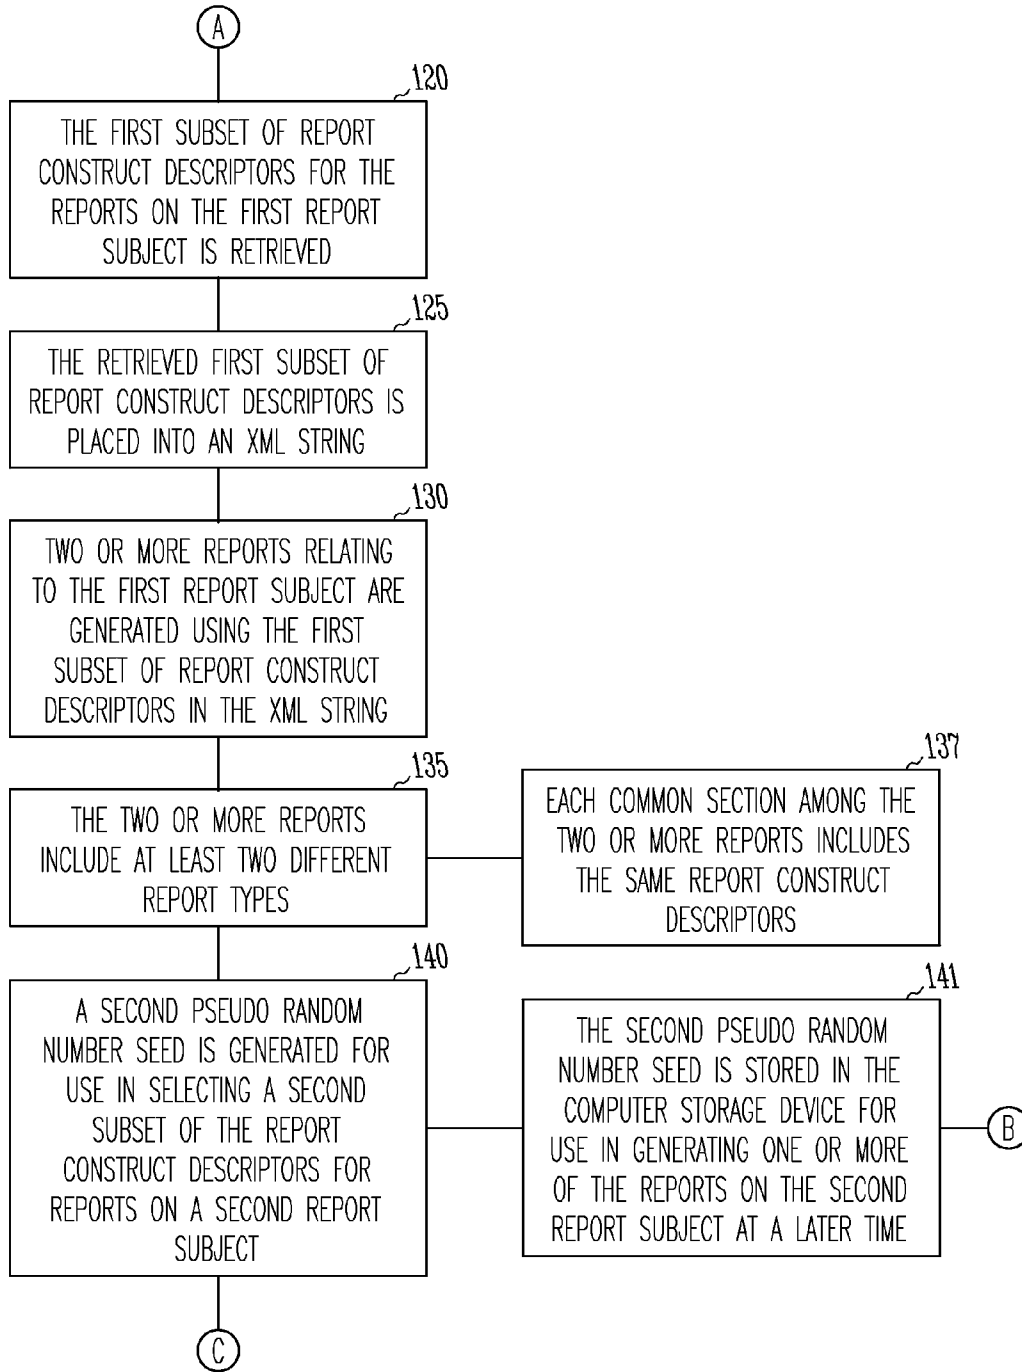 A
120
THE FIRST SUBSET OF REPORT
CONSTRUCT DESCRIPTORS FOR THE
REPORTS ON THE FIRST REPORT
SUBJECT IS RETRIEVED
125
THE RETRIEVED FIRST SUBSET OF
REPORT CONSTRUCT DESCRIPTORS IS
PLACED INTO AN XML STRING
130
TWO OR MORE REPORTS RELATING
TO THE FIRST REPORT SUBJECT ARE
GENERATED USING THE FIRST
SUBSET OF REPORT CONSTRUCT
DESCRIPTORS IN THE XML STRING
135
THE TWO OR MORE REPORTS
INCLUDE AT LEAST TWO DIFFERENT
REPORT TYPES
137
EACH COMMON SECTION AMONG THE
TWO OR MORE REPORTS INCLUDES
THE SAME REPORT CONSTRUCT
DESCRIPTORS
140
A SECOND PSEUDO RANDOM
NUMBER SEED IS GENERATED FOR
USE IN SELECTING A SECOND
SUBSET OF THE REPORT
CONSTRUCT DESCRIPTORS FOR
REPORTS ON A SECOND REPORT
SUBJECT
141
THE SECOND PSEUDO RANDOM
NUMBER SEED IS STORED IN THE
COMPUTER STORAGE DEVICE FOR
USE IN GENERATING ONE OR MORE
OF THE REPORTS ON THE SECOND
REPORT SUBJECT AT A LATER TIME
B
C